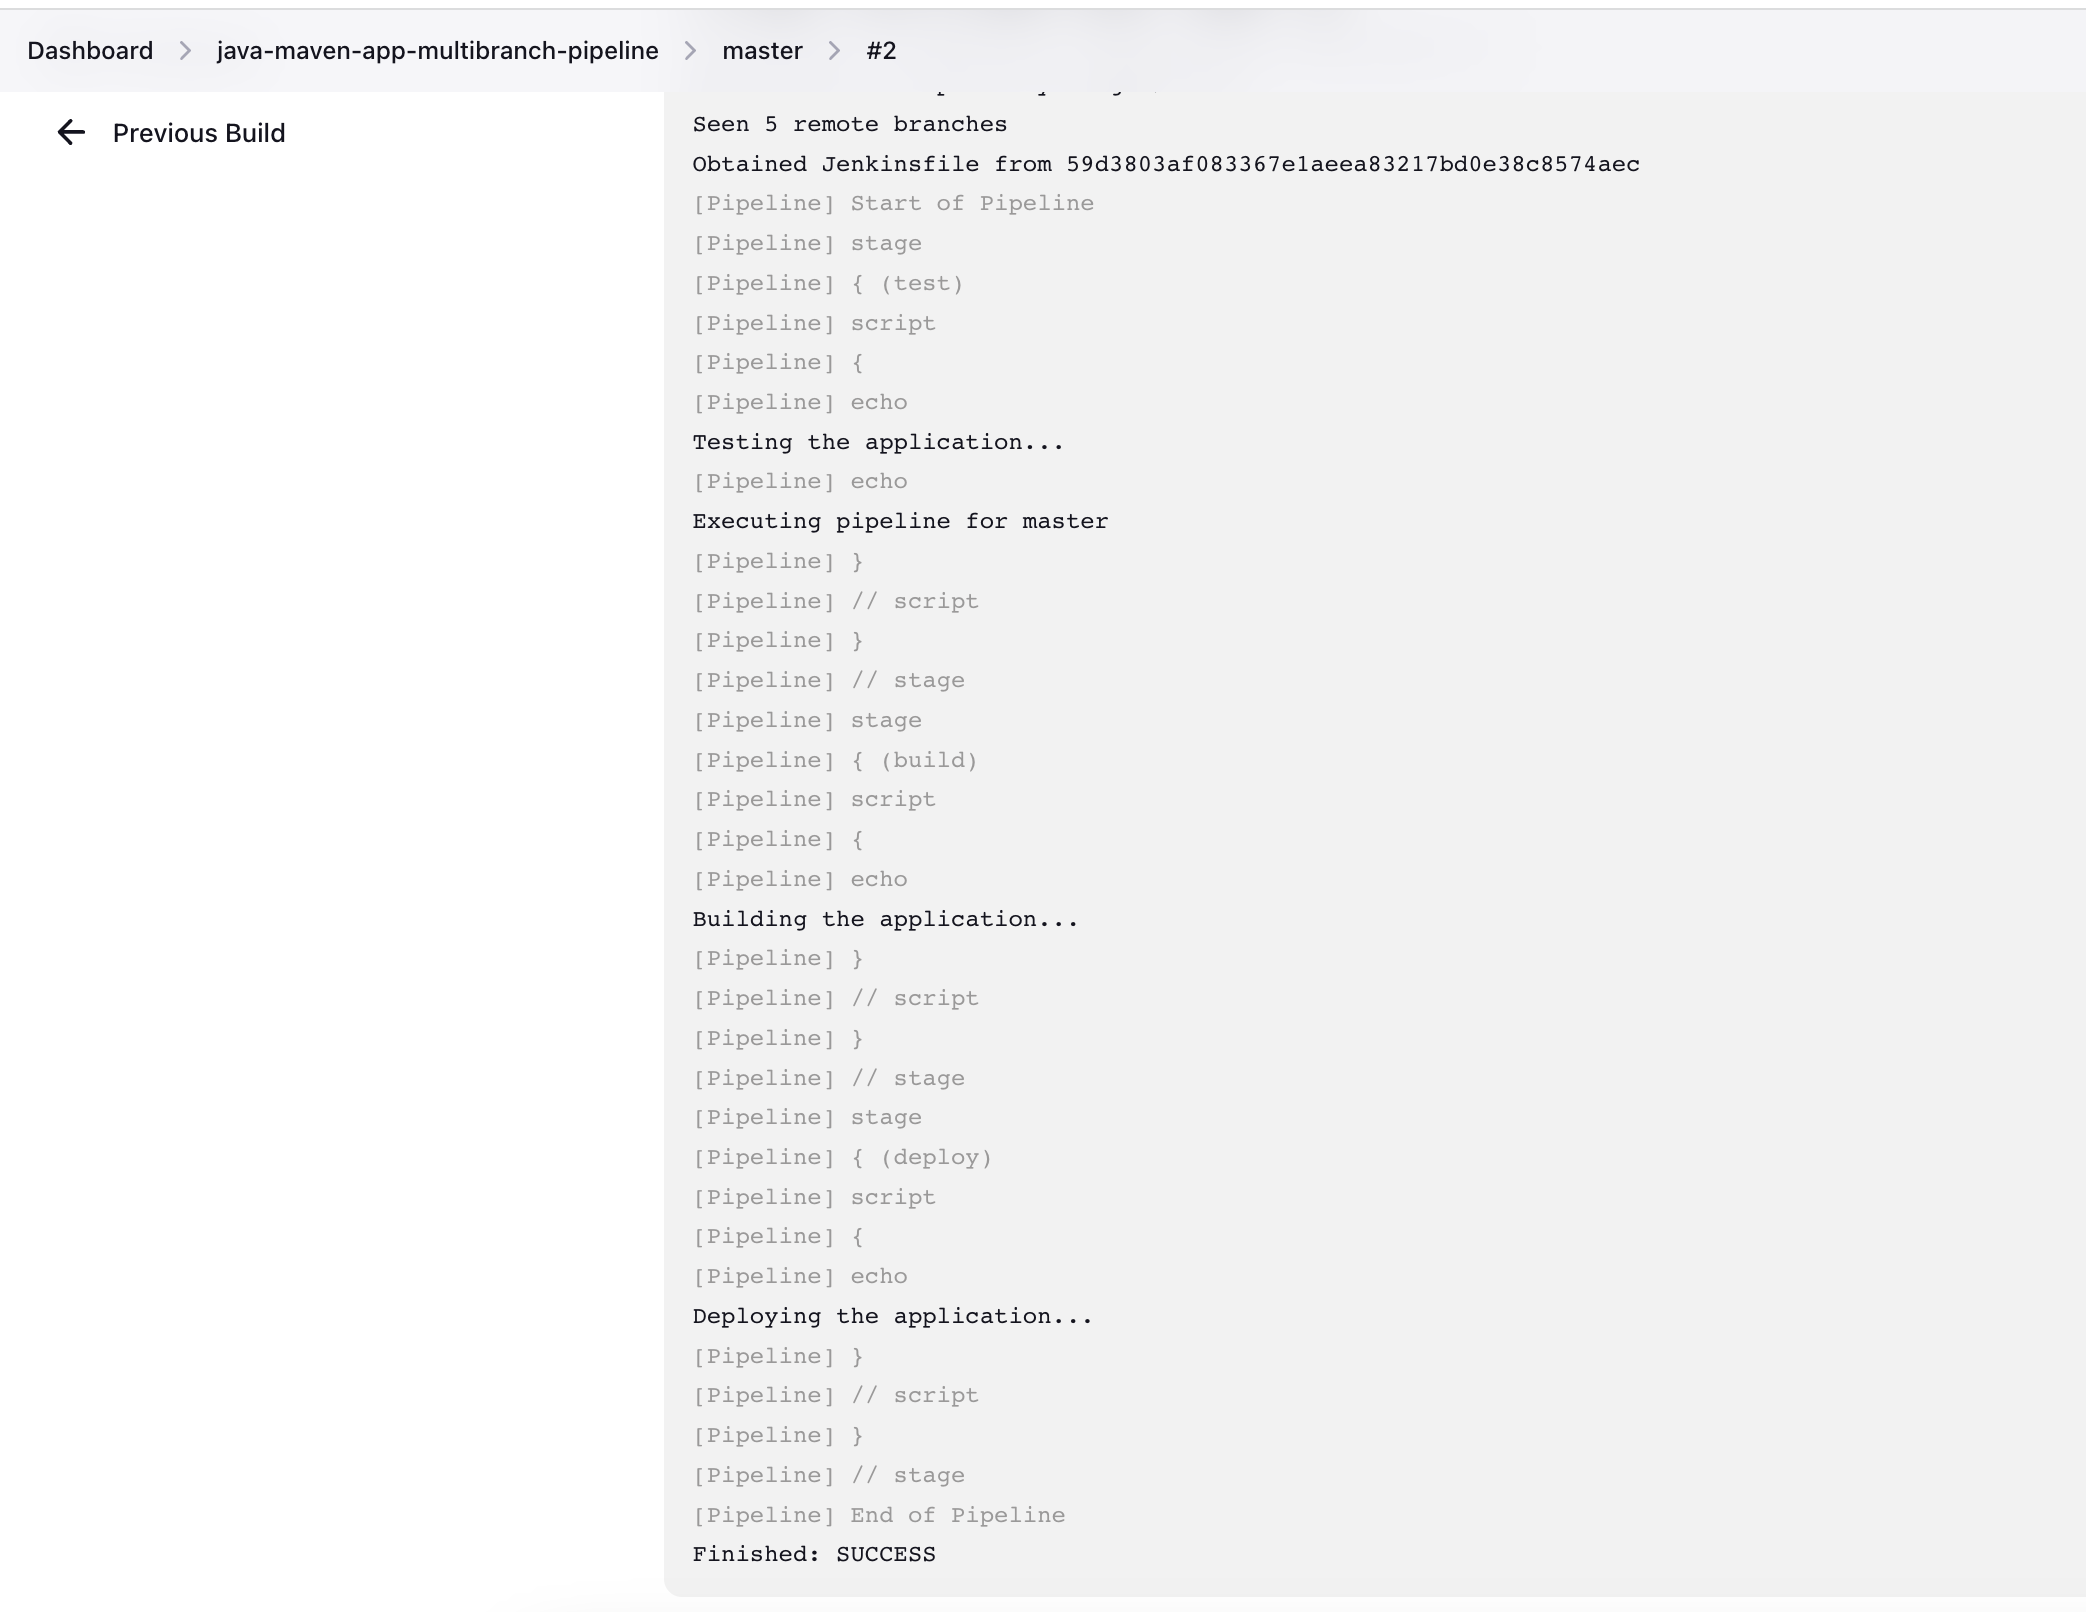 Dashboard > java-maven-app-multibranch-pipeline > master > #2
Previous Build
Seen 5 remote branches
Obtained Jenkinsfile from 59d3803af083367e1aeea83217bd0e38c8574aec
[Pipeline] Start of Pipeline
[Pipeline] stage
[Pipeline] { (test)
[Pipeline] script
[Pipeline] {
[Pipeline] echo
Testing the application...
[Pipeline] echo
Executing pipeline for master
[Pipeline] }
[Pipeline] // script
[Pipeline] }
[Pipeline] // stage
[Pipeline] stage
[Pipeline] { (build)
[Pipeline] script
[Pipeline] {
[Pipeline] echo
Building the application...
[Pipeline] }
[Pipeline] // script
[Pipeline] }
[Pipeline] // stage
[Pipeline] stage
[Pipeline] { (deploy)
[Pipeline] script
[Pipeline] {
[Pipeline] echo
Deploying the application...
[Pipeline] }
[Pipeline] // script
[Pipeline] }
[Pipeline] // stage
[Pipeline] End of Pipeline
Finished: SUCCESS